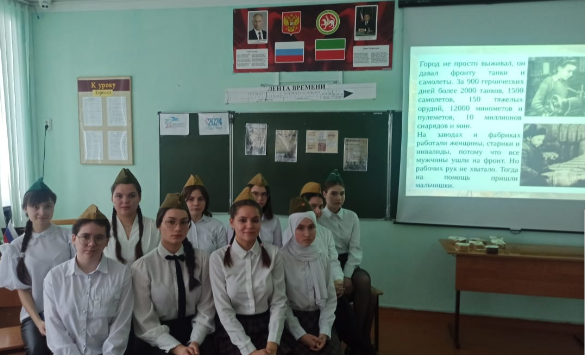 К уроку
ЛЕНТА ВРЕМЕНИ
2024
Город не просто выживал, он
давал фронту танки и
самолеты. За 900 героических
дней более 2000 танков, 1500
самолетов, 150 тяжелых
орудий, 12000 минометов и
пулеметов, 10 миллионов
снарядов и мин.
На заводах и фабриках
работали женщины, старики и
инвалиды, потому что все
мужчины ушли на фронт. Но
рабочих рук не хватало. Тогда
на помощь пришли
мальчишки.